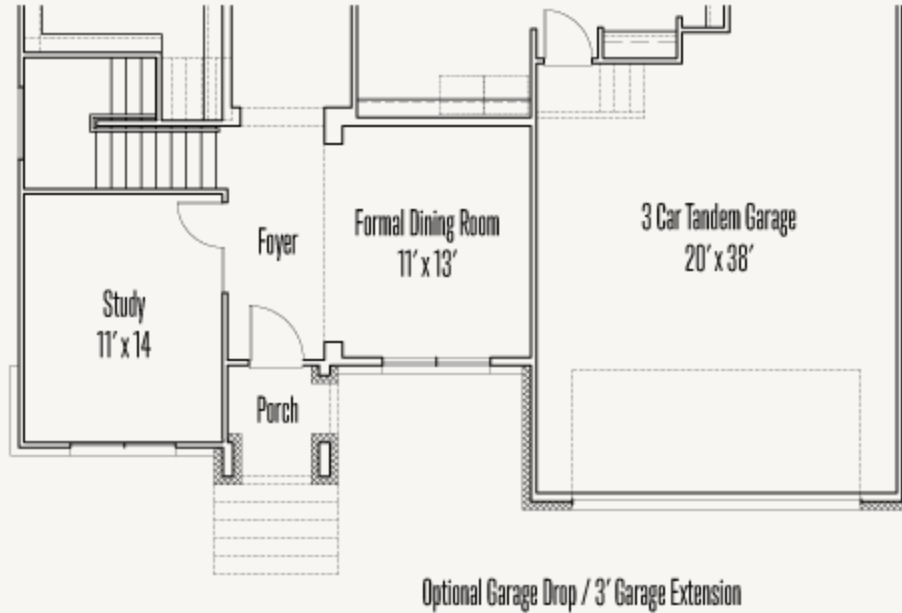 3 Car Tandem Garage
20′ x 38′
Formal Dining Room
11′ x 13′
Foyer
Study
11′ x 14
Porch
Optional Garage Drop / 3′ Garage Extension